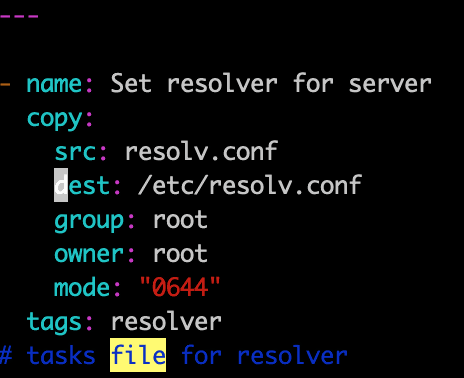 ---
- name: Set resolver for server
  copy:
    src: resolv.conf
    dest: /etc/resolv.conf
    group: root
    owner: root
    mode: "0644"
  tags: resolver
# tasks file for resolver